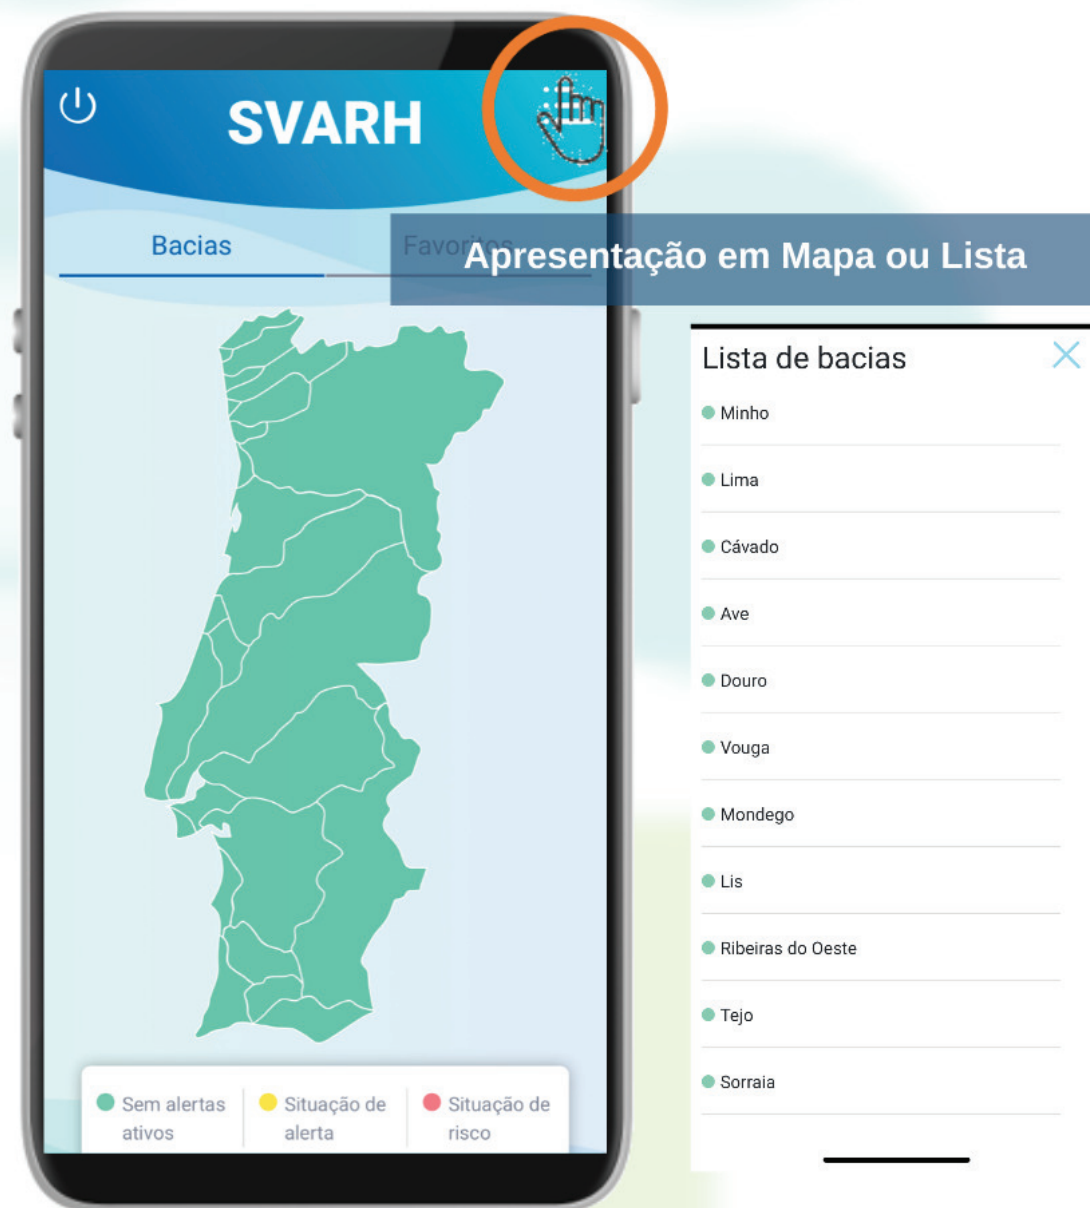 SVARH
Bacias
Favoritos
Apresentação em Mapa ou Lista
Lista de bacias
Minho
Lima
Cávado
Ave
Douro
Vouga
Mondego
Lis
Ribeiras do Oeste
Tejo
Sorraia
Sem alertas
ativos
Situação de
alerta
Situação de
risco